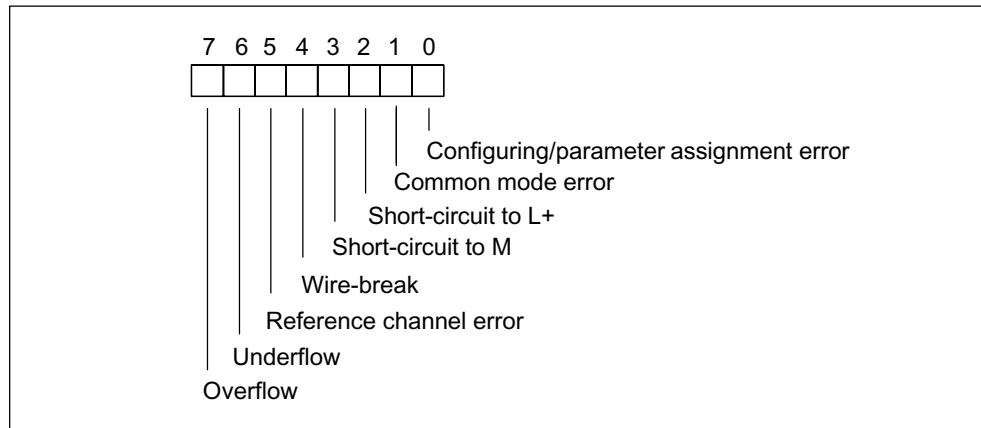 7 6 5 4 3 2 1 0
Configuring/parameter assignment error
Common mode error
Short-circuit to L+
Short-circuit to M
Wire-break
Reference channel error
Underflow
Overflow